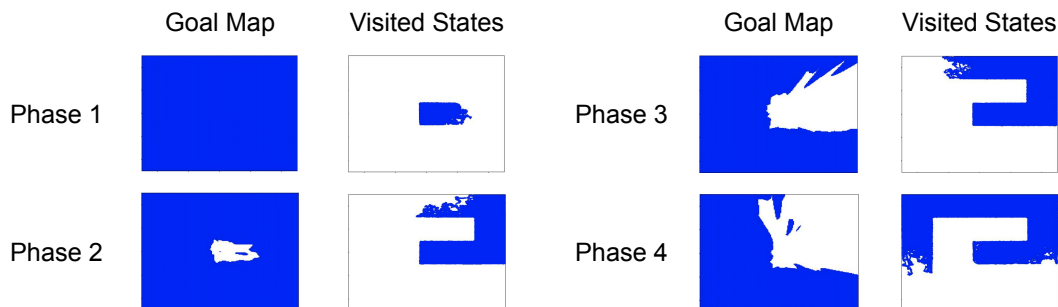 Goal Map Visited States Goal Map Visited States
Phase 1 Phase 3
Phase 2 Phase 4